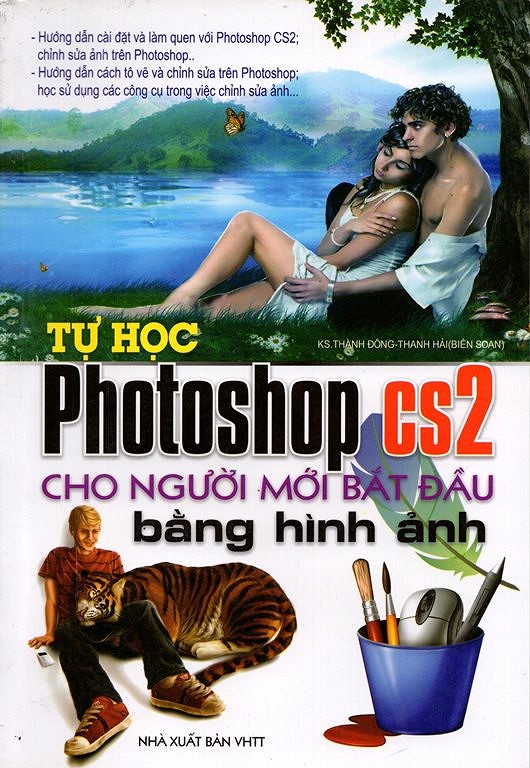 - Hướng dẫn cài đặt và làm quen với Photoshop CS2;
chỉnh sửa ảnh trên Photoshop..
- Hướng dẫn cách tô vẽ và chỉnh sửa trên Photoshop;
học sử dụng các công cụ trong việc chỉnh sửa ảnh...
TỰ HỌC
KS.THÀNH ĐÔNG-THANH HẢI(BIÊN SOẠN)
Photoshop cs2
CHO NGƯỜI MỚI BẮT ĐẦU
bằng hình ảnh
NHÀ XUẤT BẢN VHTT